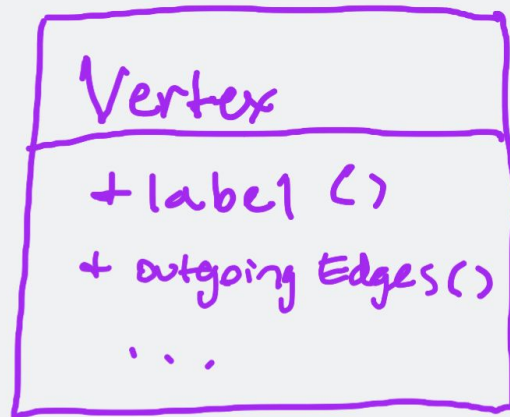 Vertex
+ label ()
+ outgoing Edges ()
...